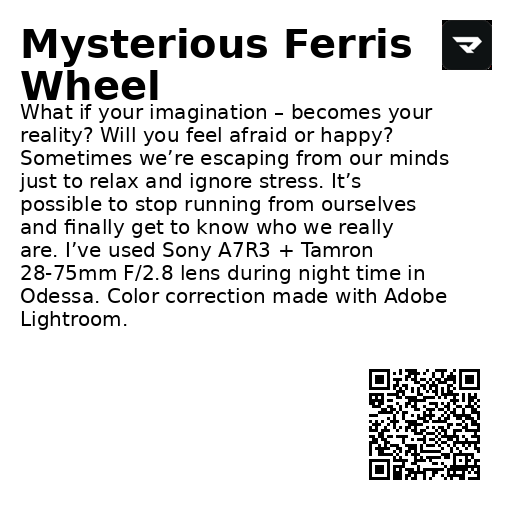 Mysterious Ferris
Wheel
What if your imagination – becomes your
reality? Will you feel afraid or happy?
Sometimes we’re escaping from our minds
just to relax and ignore stress. It’s
possible to stop running from ourselves
and finally get to know who we really
are. I’ve used Sony A7R3 + Tamron
28-75mm F/2.8 lens during night time in
Odessa. Color correction made with Adobe
Lightroom.